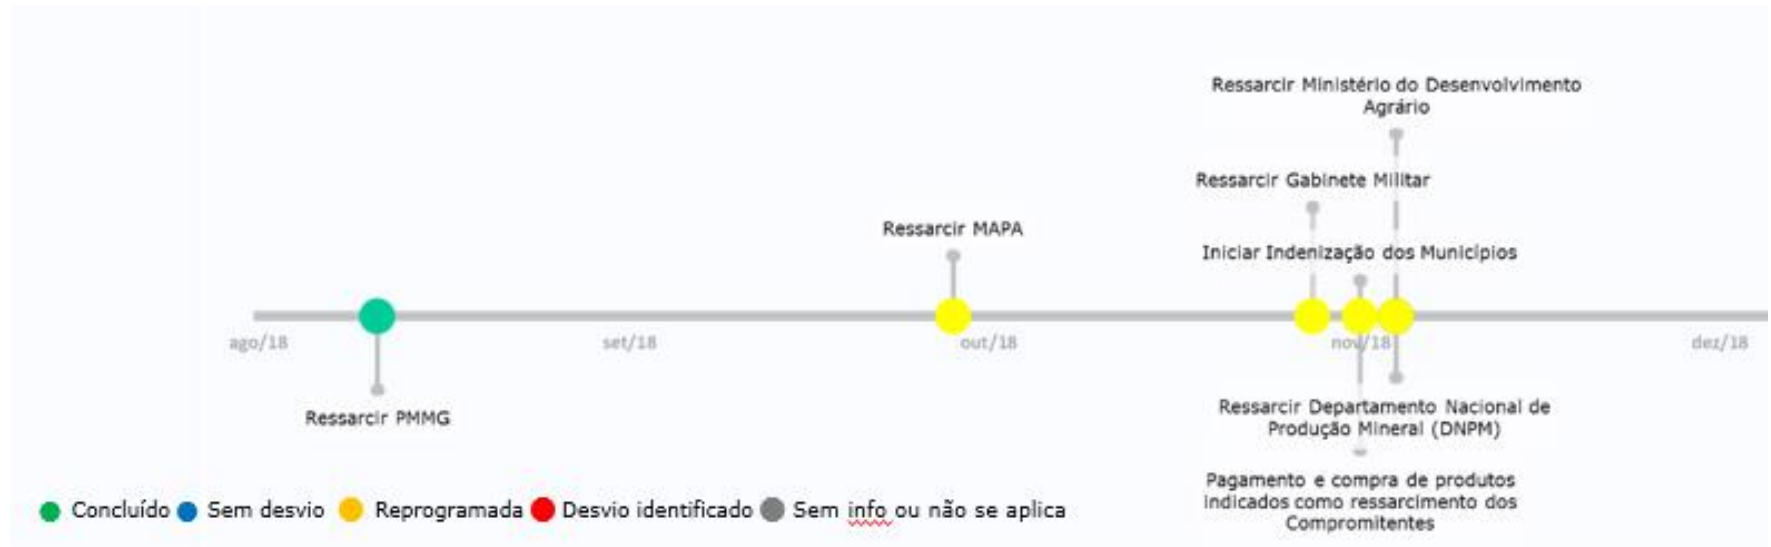 Ressarcir Ministério do Desenvolvimento
Agrário
Ressarcir Gabinete Militar
Ressarcir MAPA
Iniciar Indenização dos Municípios
ago/18
set/18
out/18
nov/18
dez/18
Ressarcir PMMG
Ressarcir Departamento Nacional de
Produção Mineral (DNPM)
Pagamento e compra de produtos
indicados como ressarcimento dos
Compromitentes
Concluído
Sem desvio
Reprogramada
Desvio identificado
Sem info ou não se aplica